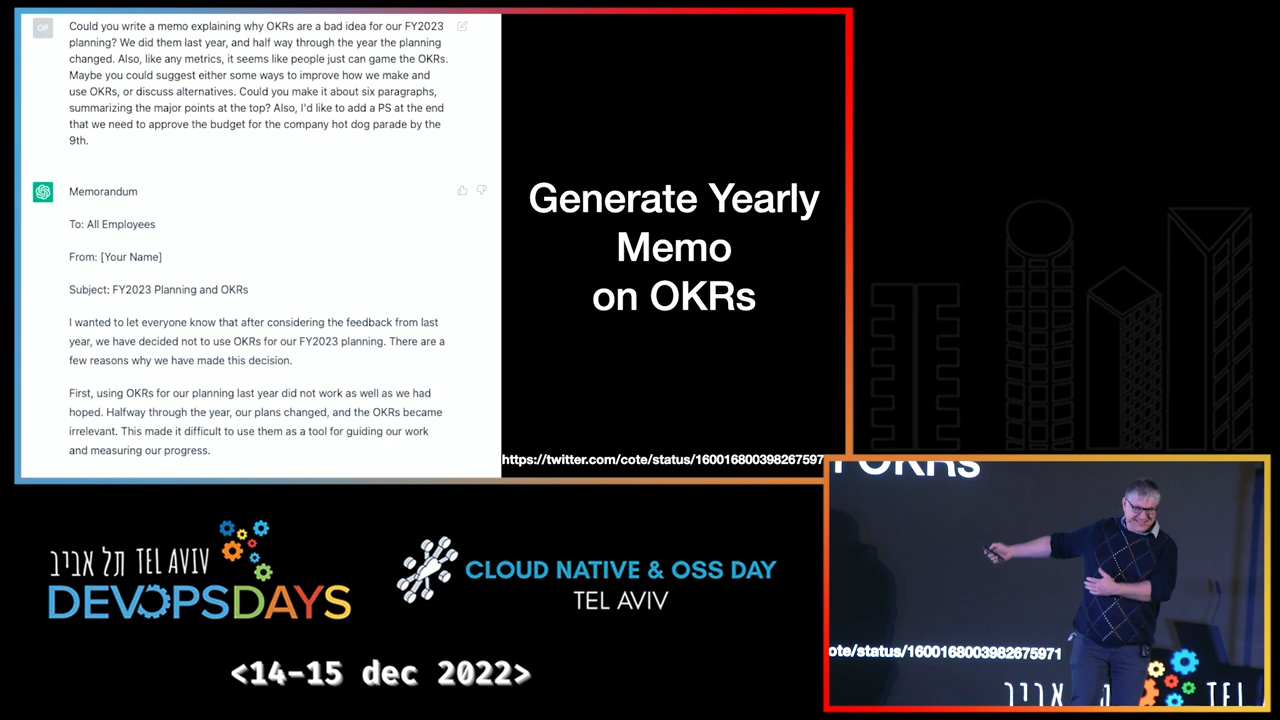 OP
Could you write a memo explaining why OKRs are a bad idea for our FY2023
planning? We did them last year, and half way through the year the planning
changed. Also, like any metrics, it seems like people just can game the OKRs.
Maybe you could suggest either some ways to improve how we make and
use OKRs, or discuss alternatives. Could you make it about six paragraphs,
summarizing the major points at the top? Also, I'd like to add a PS at the end
that we need to approve the budget for the company hot dog parade by the
9th.
Memorandum
To: All Employees
From: [Your Name]
Subject: FY2023 Planning and OKRs
I wanted to let everyone know that after considering the feedback from last
year, we have decided not to use OKRs for our FY2023 planning. There are a
few reasons why we have made this decision.
First, using OKRs for our planning last year did not work as well as we had
hoped. Halfway through the year, our plans changed, and the OKRs became
irrelevant. This made it difficult to use them as a tool for guiding our work
and measuring our progress.
Generate Yearly
Memo
on OKRs
https://twitter.com/cote/status/160016800398267597
OKRs
ote/status/1600168003982675971
תל אביב TEL AVIV
DEVOPSDAYS
CLOUD NATIVE & OSS DAY
TEL AVIV
<14-15 dec 2022>